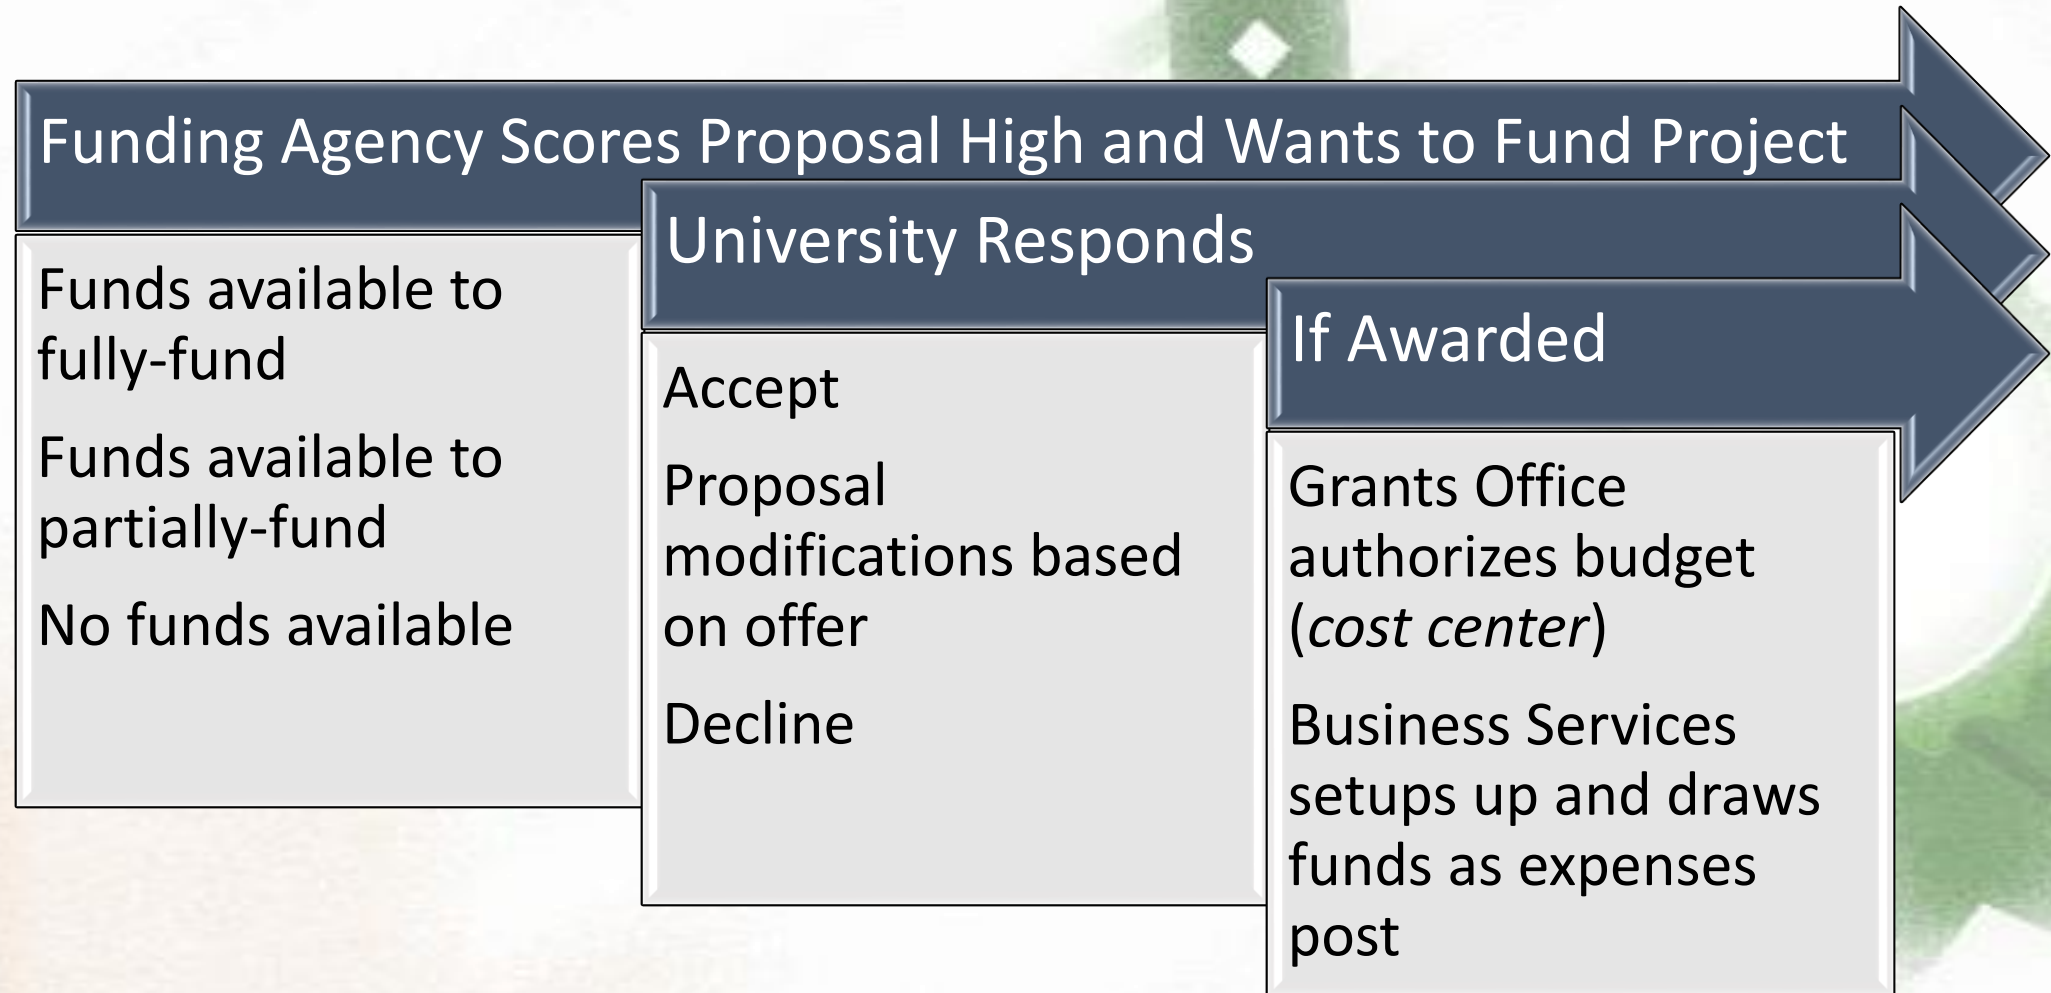 Funding Agency Scores Proposal High and Wants to Fund Project
Funds available to
fully-fund
Funds available to
partially-fund
No funds available
University Responds
Accept
Proposal
modifications based
on offer
Decline
If Awarded
Grants Office
authorizes budget
(cost center)
Business Services
setups up and draws
funds as expenses
post